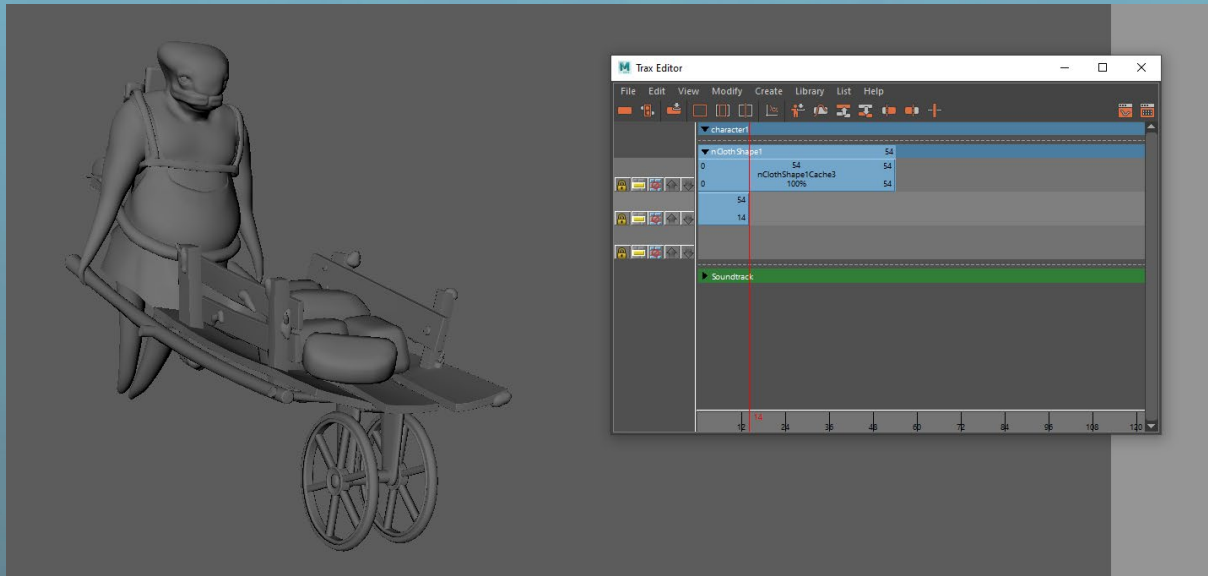 Trax Editor
File Edit View Modify Create Library List Help
character1
nClothShape1 54
0 54 54
nClothShape1Cache3
0 100% 54
54
14
Soundtrack
14
12 24 36 48 60 72 84 96 108 120